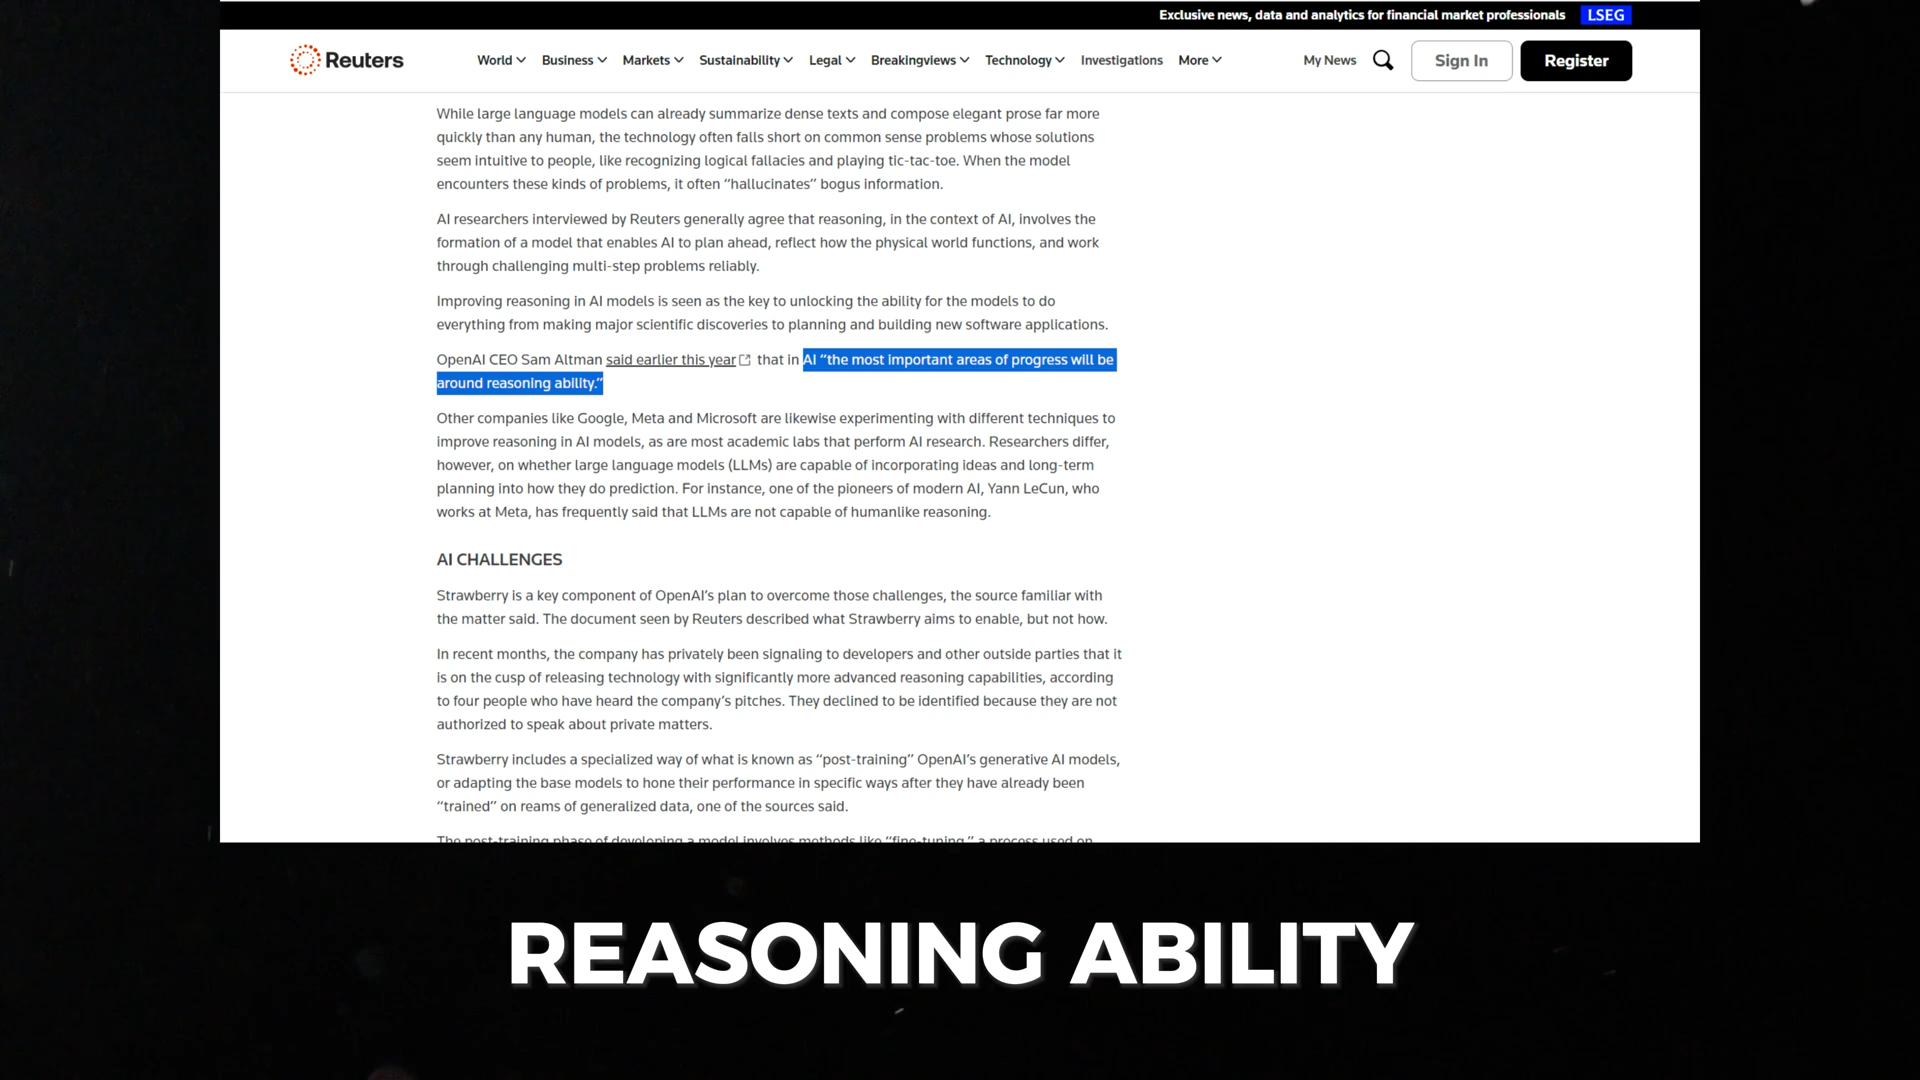 Exclusive news, data and analytics for financial market professionals LSEG
Reuters World Business Markets Sustainability Legal Breakingviews Technology Investigations More My News Sign In Register
While large language models can already summarize dense texts and compose elegant prose far more
quickly than any human, the technology often falls short on common sense problems whose solutions
seem intuitive to people, like recognizing logical fallacies and playing tic-tac-toe. When the model
encounters these kinds of problems, it often “hallucinates” bogus information.
AI researchers interviewed by Reuters generally agree that reasoning, in the context of AI, involves the
formation of a model that enables AI to plan ahead, reflect how the physical world functions, and work
through challenging multi-step problems reliably.
Improving reasoning in AI models is seen as the key to unlocking the ability for the models to do
everything from making major scientific discoveries to planning and building new software applications.
OpenAI CEO Sam Altman said earlier this year that in AI “the most important areas of progress will be
around reasoning ability.”
Other companies like Google, Meta and Microsoft are likewise experimenting with different techniques to
improve reasoning in AI models, as are most academic labs that perform AI research. Researchers differ,
however, on whether large language models (LLMs) are capable of incorporating ideas and long-term
planning into how they do prediction. For instance, one of the pioneers of modern AI, Yann LeCun, who
works at Meta, has frequently said that LLMs are not capable of humanlike reasoning.
AI CHALLENGES
Strawberry is a key component of OpenAI’s plan to overcome those challenges, the source familiar with
the matter said. The document seen by Reuters described what Strawberry aims to enable, but not how.
In recent months, the company has privately been signaling to developers and other outside parties that it
is on the cusp of releasing technology with significantly more advanced reasoning capabilities, according
to four people who have heard the company’s pitches. They declined to be identified because they are not
authorized to speak about private matters.
Strawberry includes a specialized way of what is known as “post-training” OpenAI’s generative AI models,
or adapting the base models to hone their performance in specific ways after they have already been
“trained” on reams of generalized data, one of the sources said.
The post-training phase of developing a model involves methods like “fine-tuning,” a process used on
REASONING ABILITY